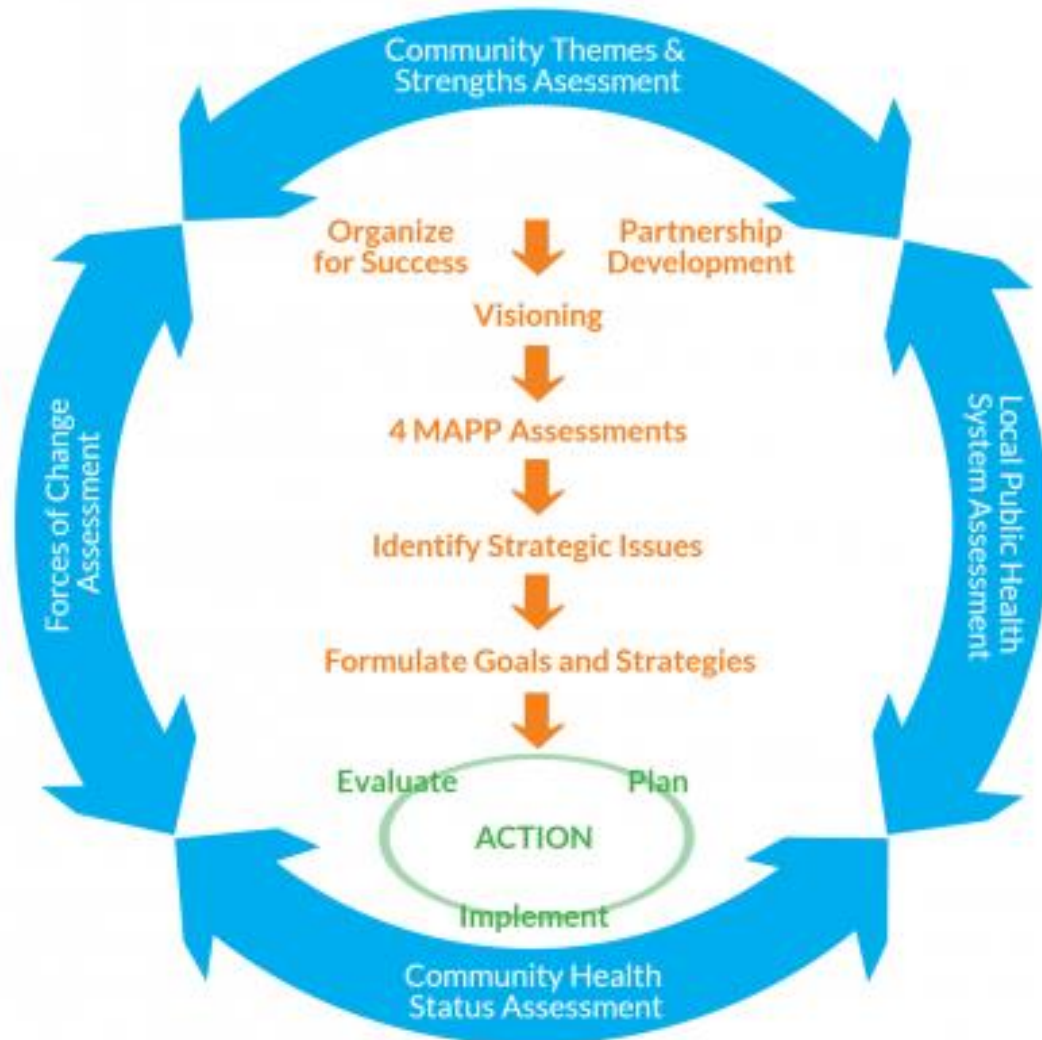 Community Themes &
Strengths Asessment
Organize
for Success
Partnership
Development
Visioning
4 MAPP Assessments
Identify Strategic Issues
Formulate Goals and Strategies
Evaluate
Plan
ACTION
Implement
Forces of Change
Assessment
Local Public Health
System Assessment
Community Health
Status Assessment